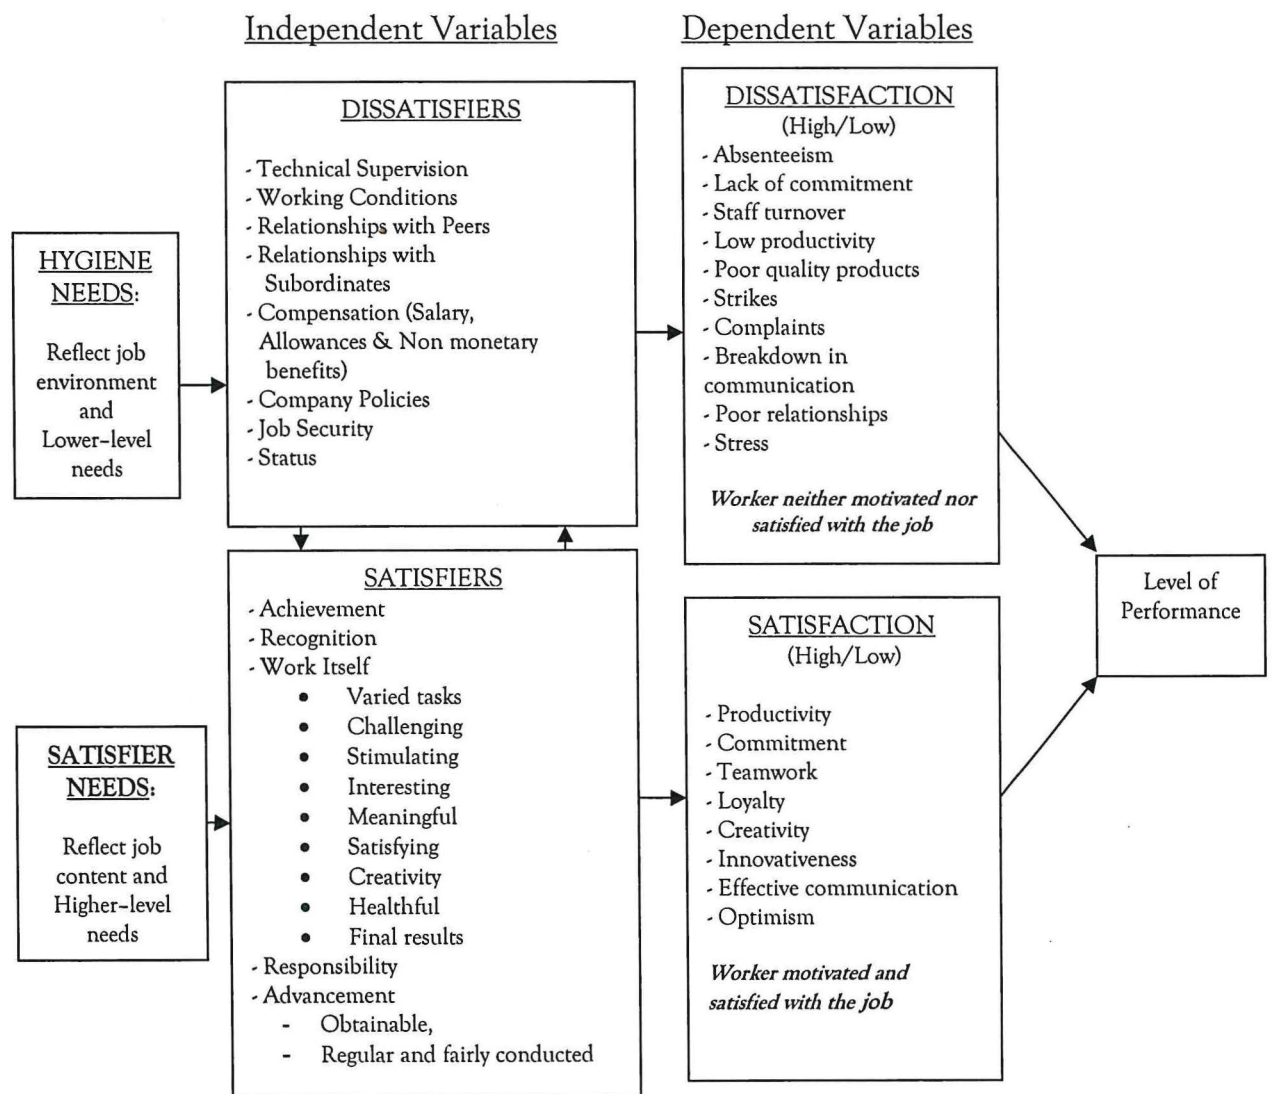 Independent Variables
Dependent Variables
HYGIENE
NEEDS:
Reflect job
environment
and
Lower-level
needs
DISSATISFIERS
- Technical Supervision
- Working Conditions
- Relationships with Peers
- Relationships with
Subordinates
- Compensation (Salary,
Allowances & Non monetary
benefits)
- Company Policies
- Job Security
- Status
DISSATISFACTION
(High/Low)
- Absenteeism
- Lack of commitment
- Staff turnover
- Low productivity
- Poor quality products
- Strikes
- Complaints
- Breakdown in
communication
- Poor relationships
- Stress
Worker neither motivated nor
satisfied with the job
SATISFIER
NEEDS:
Reflect job
content and
Higher-level
needs
SATISFIERS
- Achievement
- Recognition
- Work Itself
• Varied tasks
• Challenging
• Stimulating
• Interesting
• Meaningful
• Satisfying
• Creativity
• Healthful
• Final results
- Responsibility
- Advancement
- Obtainable,
- Regular and fairly conducted
SATISFACTION
(High/Low)
- Productivity
- Commitment
- Teamwork
- Loyalty
- Creativity
- Innovativeness
- Effective communication
- Optimism
Worker motivated and
satisfied with the job
Level of
Performance